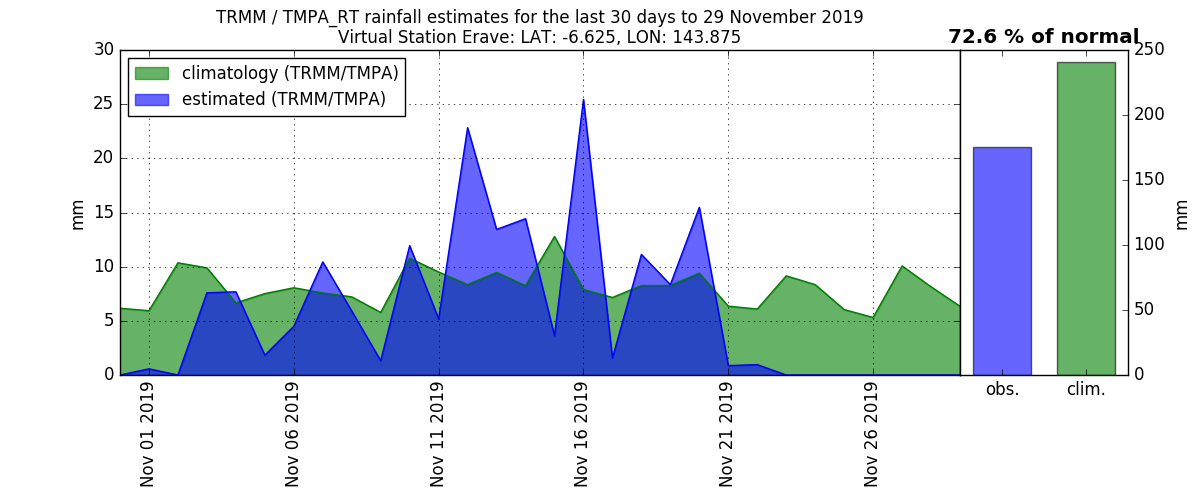 TRMM / TMPA_RT rainfall estimates for the last 30 days to 29 November 2019
Virtual Station Erave: LAT: -6.625, LON: 143.875
72.6 % of normal
climatology (TRMM/TMPA)
estimated (TRMM/TMPA)
30
25
20
15
10
5
0
mm
Nov 01 2019
Nov 06 2019
Nov 11 2019
Nov 16 2019
Nov 21 2019
Nov 26 2019
obs.
clim.
250
200
150
100
50
0
mm